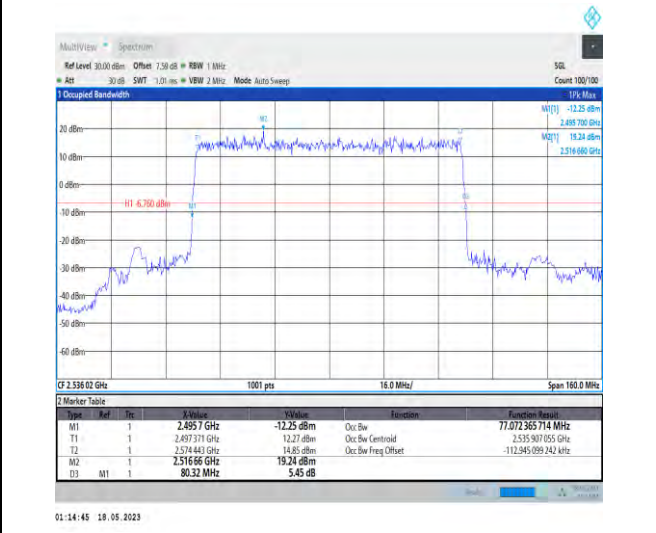 MultiView Spectrum
Ref Level 30.00 dBm Offset 7.58 dB RBW 1 MHz SGL
Att 30 dB SWT 1.01 ms VBW 2 MHz Mode Auto Sweep Count 100/100
1 Occupied Bandwidth 1Pk Max
M1[1] -12.25 dBm
2.495 700 GHz
M2[1] 19.24 dBm
2.516 660 GHz
M2
20 dBm
10 dBm
0 dBm
H1 -6.760 dBm
M1
-10 dBm
-20 dBm
-30 dBm
-40 dBm
-50 dBm
-60 dBm
CF 2.536 02 GHz 1001 pts 16.0 MHz/ Span 160.0 MHz
2 Marker Table
Type Ref Trc X-Value Y-Value Function Function Result
M1 1 2.4957 GHz -12.25 dBm Occ Bw 77.072 365 714 MHz
T1 1 2.497 371 GHz 12.27 dBm Occ Bw Centroid 2.535 907 055 GHz
T2 1 2.574 443 GHz 14.85 dBm Occ Bw Freq Offset -112.945 099 242 kHz
M2 1 2.516 66 GHz 19.24 dBm
D3 M1 1 80.32 MHz 5.45 dB
01:14:45 18.05.2023